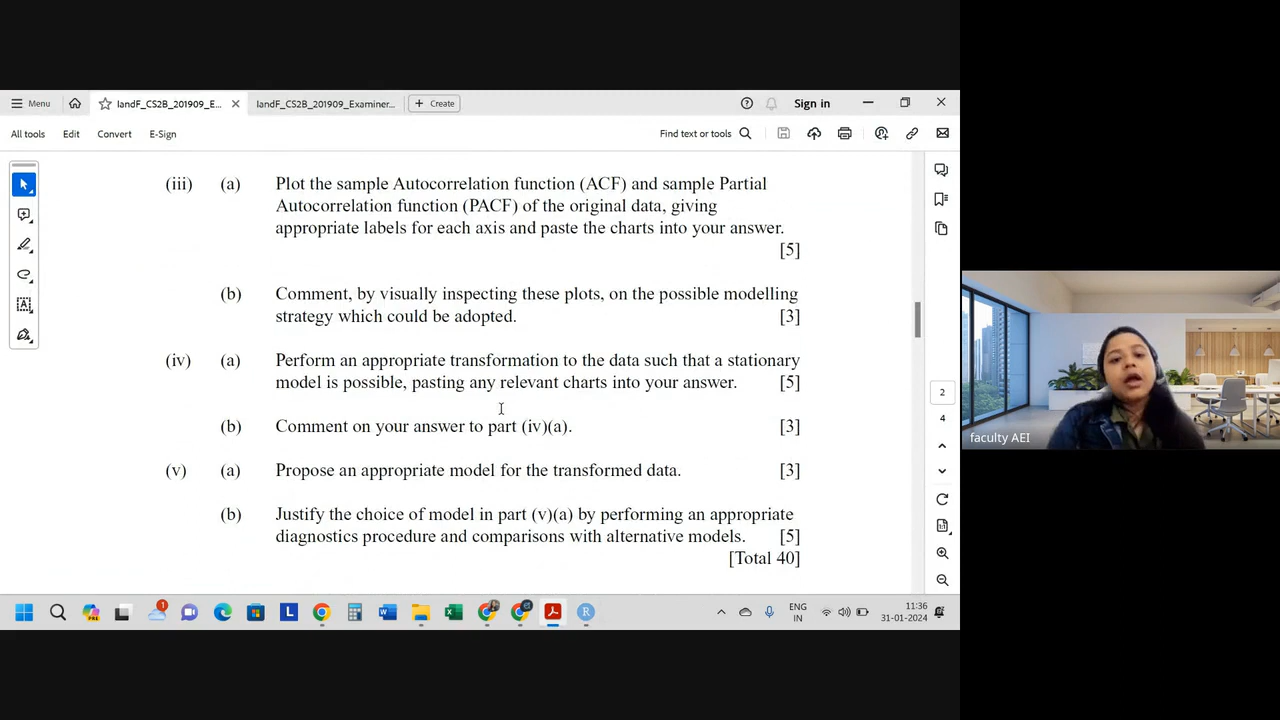 Menu
IandF_CS2B_201909_E...
IandF_CS2B_201909_Examiner...
Create
Sign in
All tools
Edit
Convert
E-Sign
Find text or tools
(iii) (a) Plot the sample Autocorrelation function (ACF) and sample Partial
Autocorrelation function (PACF) of the original data, giving
appropriate labels for each axis and paste the charts into your answer.
[5]
(b) Comment, by visually inspecting these plots, on the possible modelling
strategy which could be adopted. [3]
(iv) (a) Perform an appropriate transformation to the data such that a stationary
model is possible, pasting any relevant charts into your answer. [5]
(b) Comment on your answer to part (iv)(a). [3]
(v) (a) Propose an appropriate model for the transformed data. [3]
(b) Justify the choice of model in part (v)(a) by performing an appropriate
diagnostics procedure and comparisons with alternative models. [5]
[Total 40]
2
4
faculty AEI
1
L
R
ENG
IN
11:36
31-01-2024